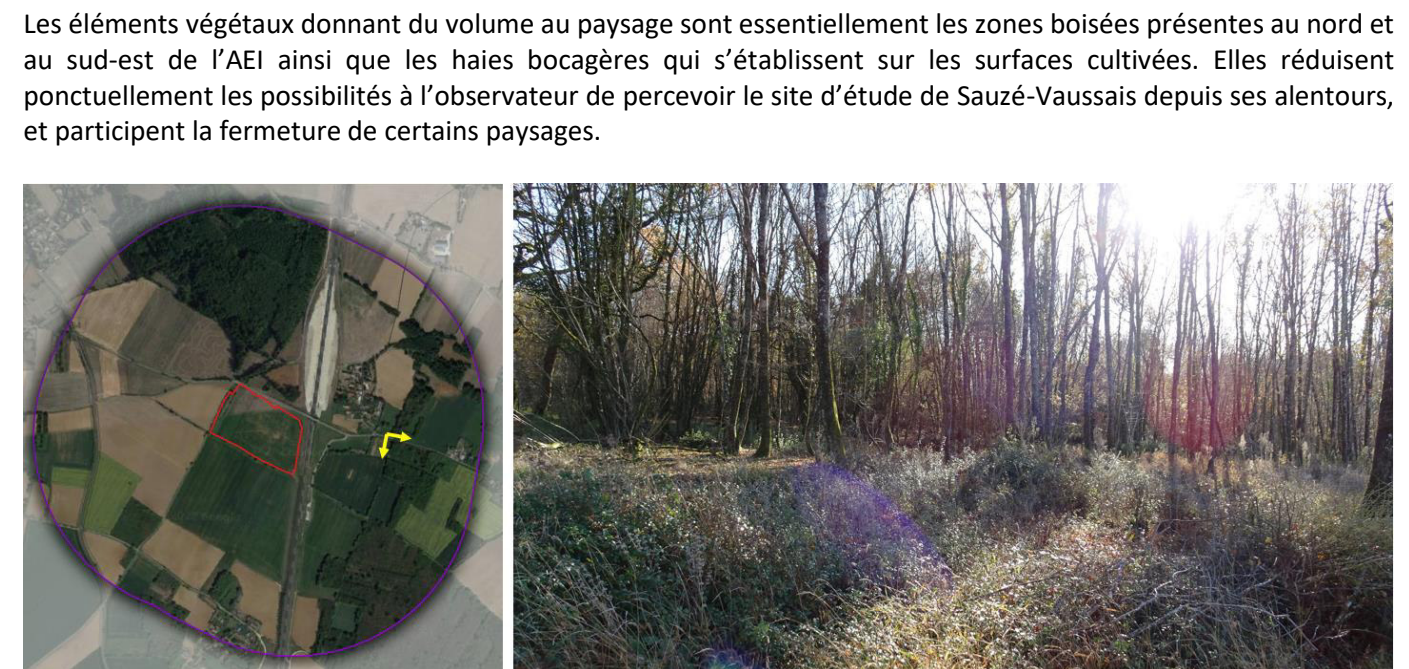 Les éléments végétaux donnant du volume au paysage sont essentiellement les zones boisées présentes au nord et
au sud-est de l’AEI ainsi que les haies bocagères qui s’établissent sur les surfaces cultivées. Elles réduisent
ponctuellement les possibilités à l’observateur de percevoir le site d’étude de Sauzé-Vaussais depuis ses alentours,
et participent la fermeture de certains paysages.